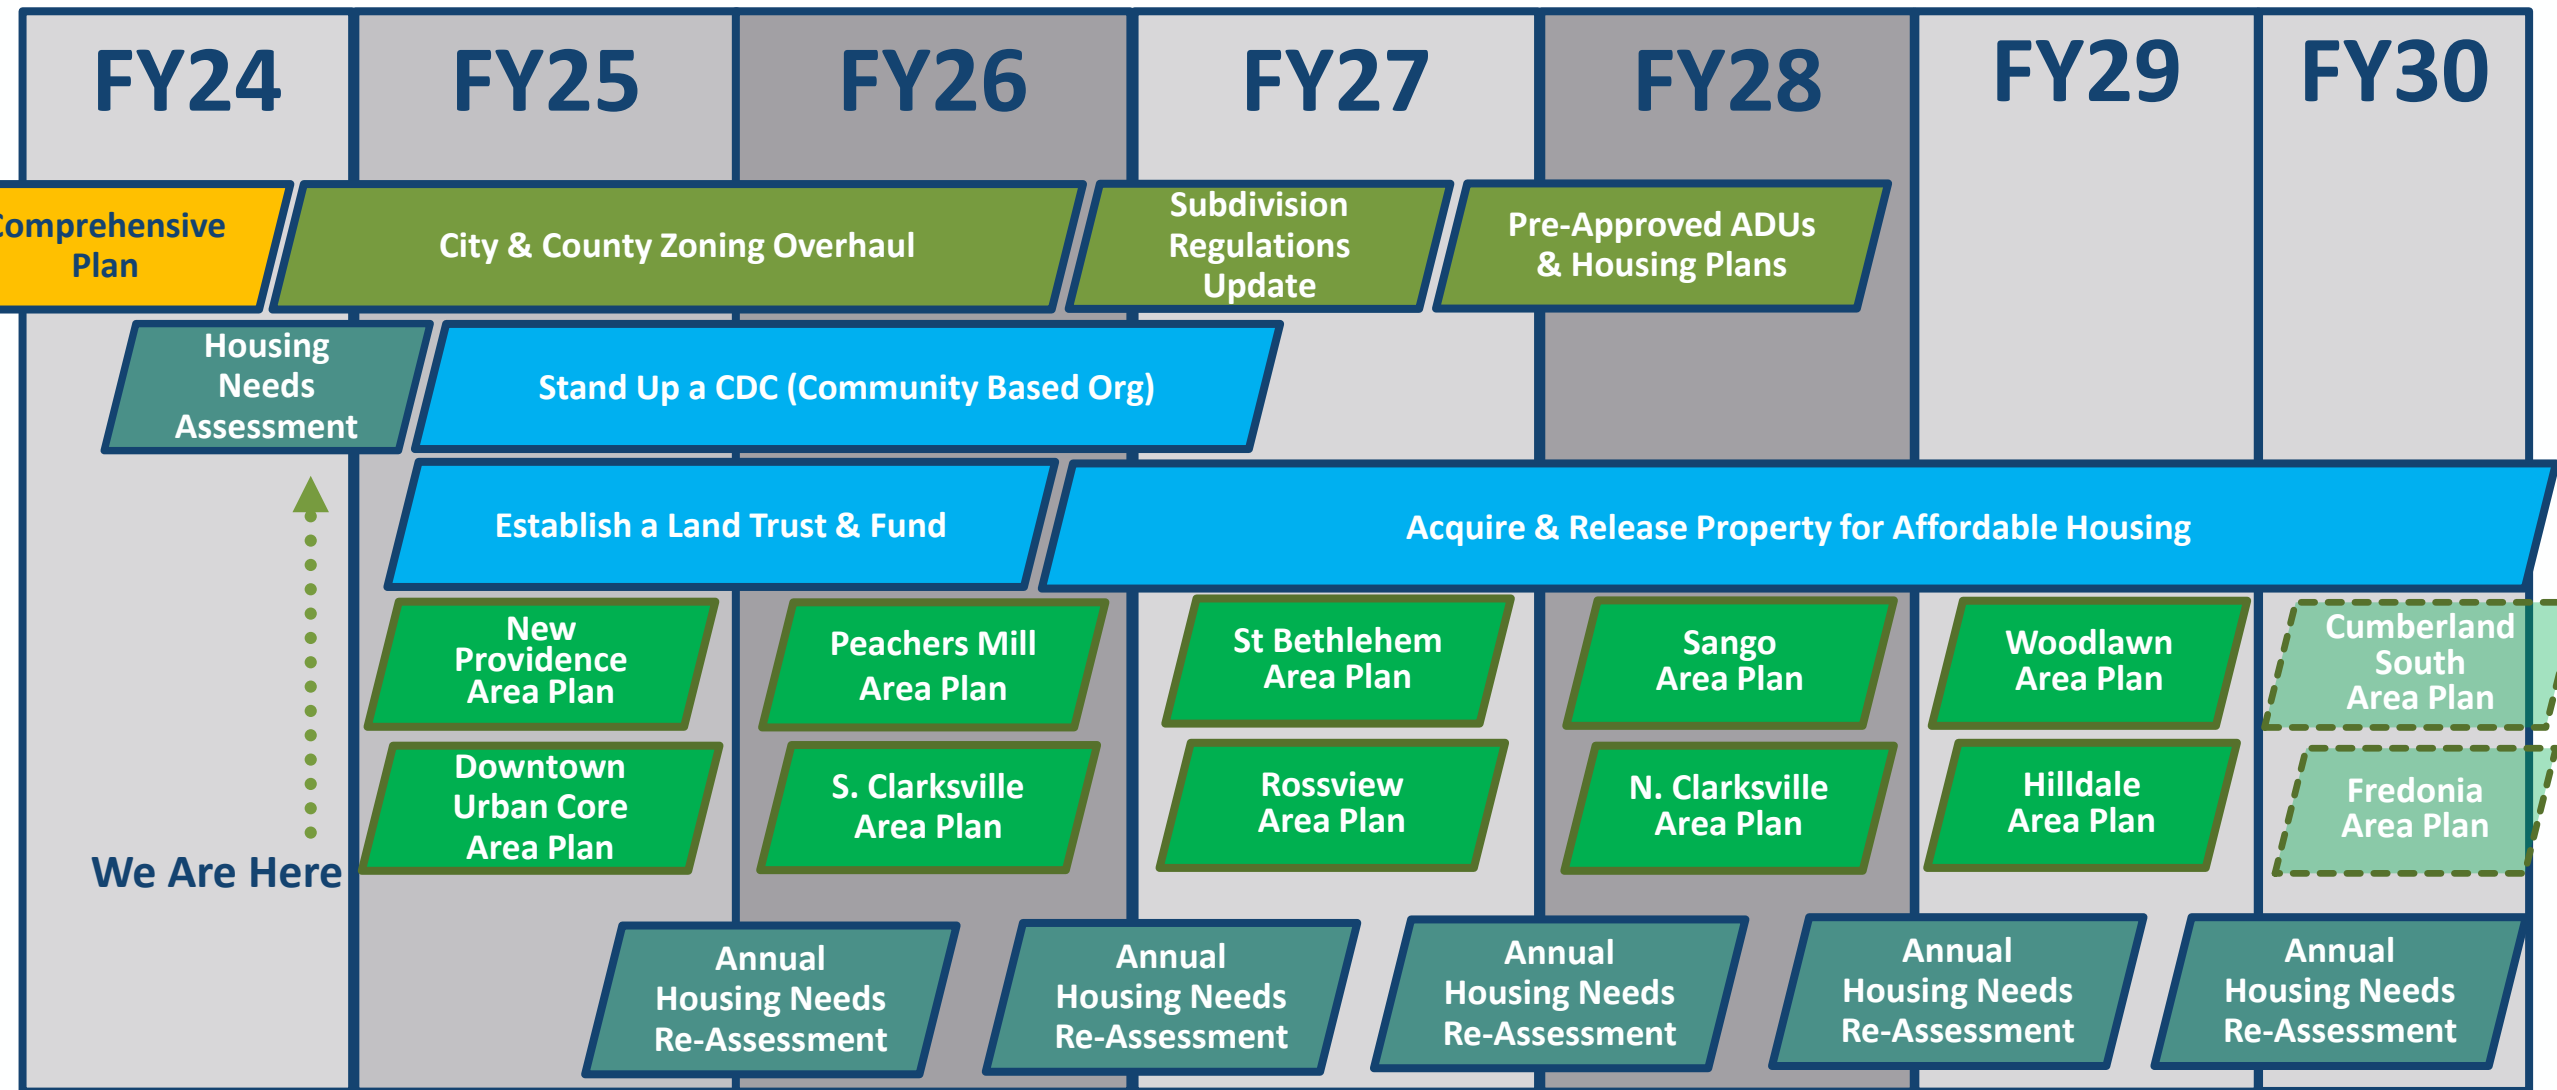 FY24
FY25
FY26
FY27
FY28
FY29
FY30
Comprehensive
Plan
City & County Zoning Overhaul
Subdivision
Regulations
Update
Pre-Approved ADUs
& Housing Plans
Housing
Needs
Assessment
Stand Up a CDC (Community Based Org)
Establish a Land Trust & Fund
Acquire & Release Property for Affordable Housing
New
Providence
Area Plan
Peachers Mill
Area Plan
St Bethlehem
Area Plan
Sango
Area Plan
Woodlawn
Area Plan
Cumberland
South
Area Plan
Downtown
Urban Core
Area Plan
S. Clarksville
Area Plan
Rossview
Area Plan
N. Clarksville
Area Plan
Hilldale
Area Plan
Fredonia
Area Plan
We Are Here
Annual
Housing Needs
Re-Assessment
Annual
Housing Needs
Re-Assessment
Annual
Housing Needs
Re-Assessment
Annual
Housing Needs
Re-Assessment
Annual
Housing Needs
Re-Assessment